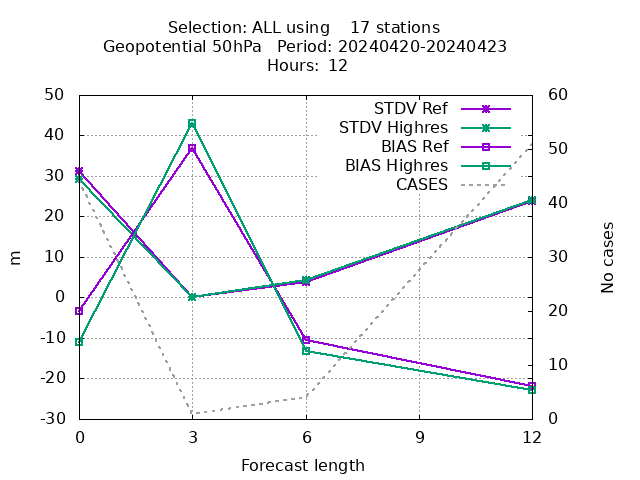 Selection: ALL using    17 stations
Geopotential 50hPa   Period: 20240420-20240423
Hours:  12
50
40
30
20
10
0
-10
-20
-30
m
STDV Ref
STDV Highres
BIAS Ref
BIAS Highres
CASES
60
50
40
30
20
10
0
No cases
0
3
6
9
12
Forecast length